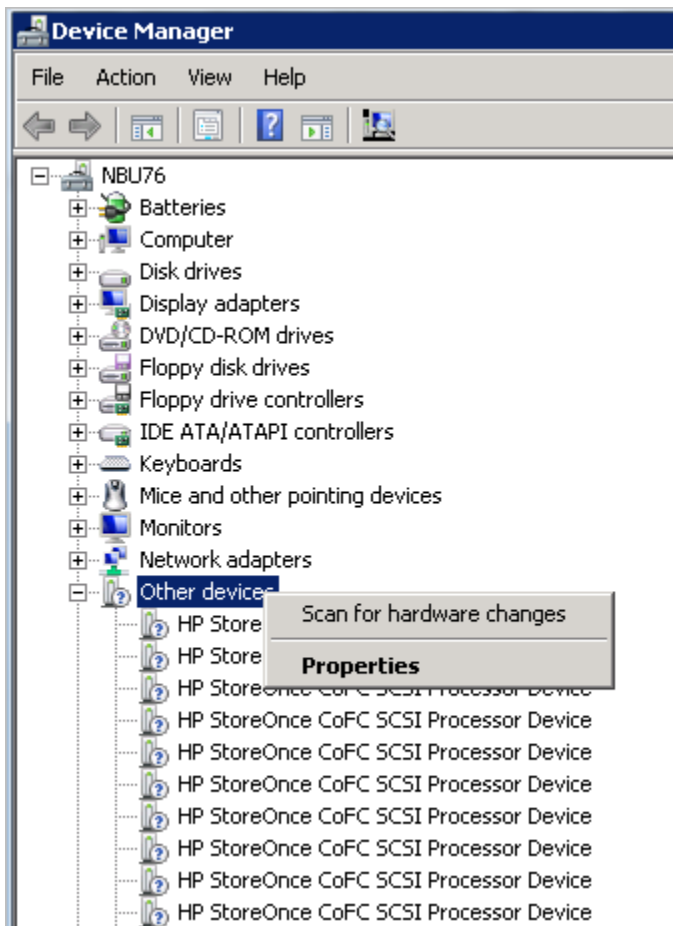 Device Manager
File Action View Help
NBU76
Batteries
Computer
Disk drives
Display adapters
DVD/CD-ROM drives
Floppy disk drives
Floppy drive controllers
IDE ATA/ATAPI controllers
Keyboards
Mice and other pointing devices
Monitors
Network adapters
Other devices
Scan for hardware changes
HP Store
HP Store
Properties
HP StoreOnce CoFC SCSI Processor Device
HP StoreOnce CoFC SCSI Processor Device
HP StoreOnce CoFC SCSI Processor Device
HP StoreOnce CoFC SCSI Processor Device
HP StoreOnce CoFC SCSI Processor Device
HP StoreOnce CoFC SCSI Processor Device
HP StoreOnce CoFC SCSI Processor Device
HP StoreOnce CoFC SCSI Processor Device